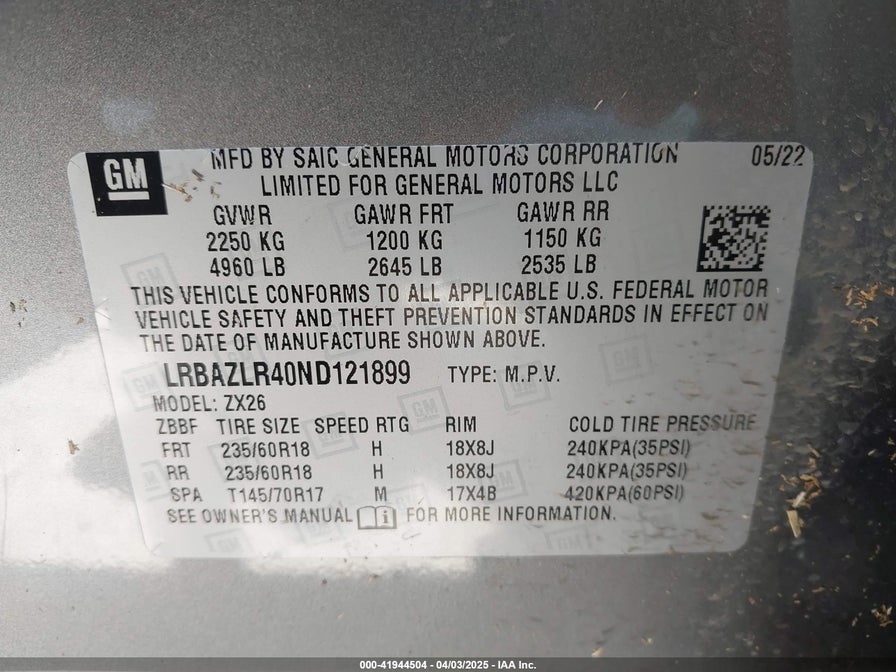 GM
MFD BY SAIC GENERAL MOTORS CORPORATION 05/22
LIMITED FOR GENERAL MOTORS LLC
GVWR GAWR FRT GAWR RR
2250 KG 1200 KG 1150 KG
4960 LB 2645 LB 2535 LB
THIS VEHICLE CONFORMS TO ALL APPLICABLE U.S. FEDERAL MOTOR
VEHICLE SAFETY AND THEFT PREVENTION STANDARDS IN EFFECT ON
THE DATE OF MANUFACTURE SHOWN ABOVE.
LRBAZLR40ND121899 TYPE: M.P.V.
MODEL: ZX26
ZBBF TIRE SIZE SPEED RTG RIM COLD TIRE PRESSURE
FRT 235/60R18 H 18X8J 240KPA(35PSI)
RR 235/60R18 H 18X8J 240KPA(35PSI)
SPA T145/70R17 M 17X4B 420KPA(60PSI)
SEE OWNER'S MANUAL FOR MORE INFORMATION.
000-41944504 - 04/03/2025 - IAA Inc.